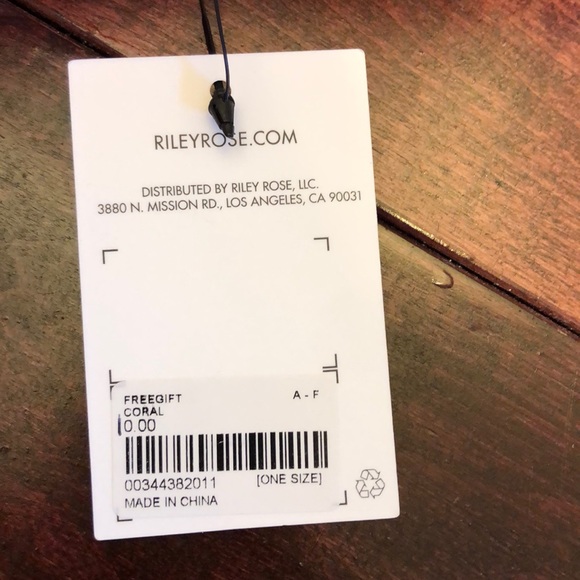 RILEYROSE.COM
DISTRIBUTED BY RILEY ROSE, LLC.
3880 N. MISSION RD., LOS ANGELES, CA 90031
FREEGIFT A - F
CORAL
0.00
00344382011 [ONE SIZE]
MADE IN CHINA